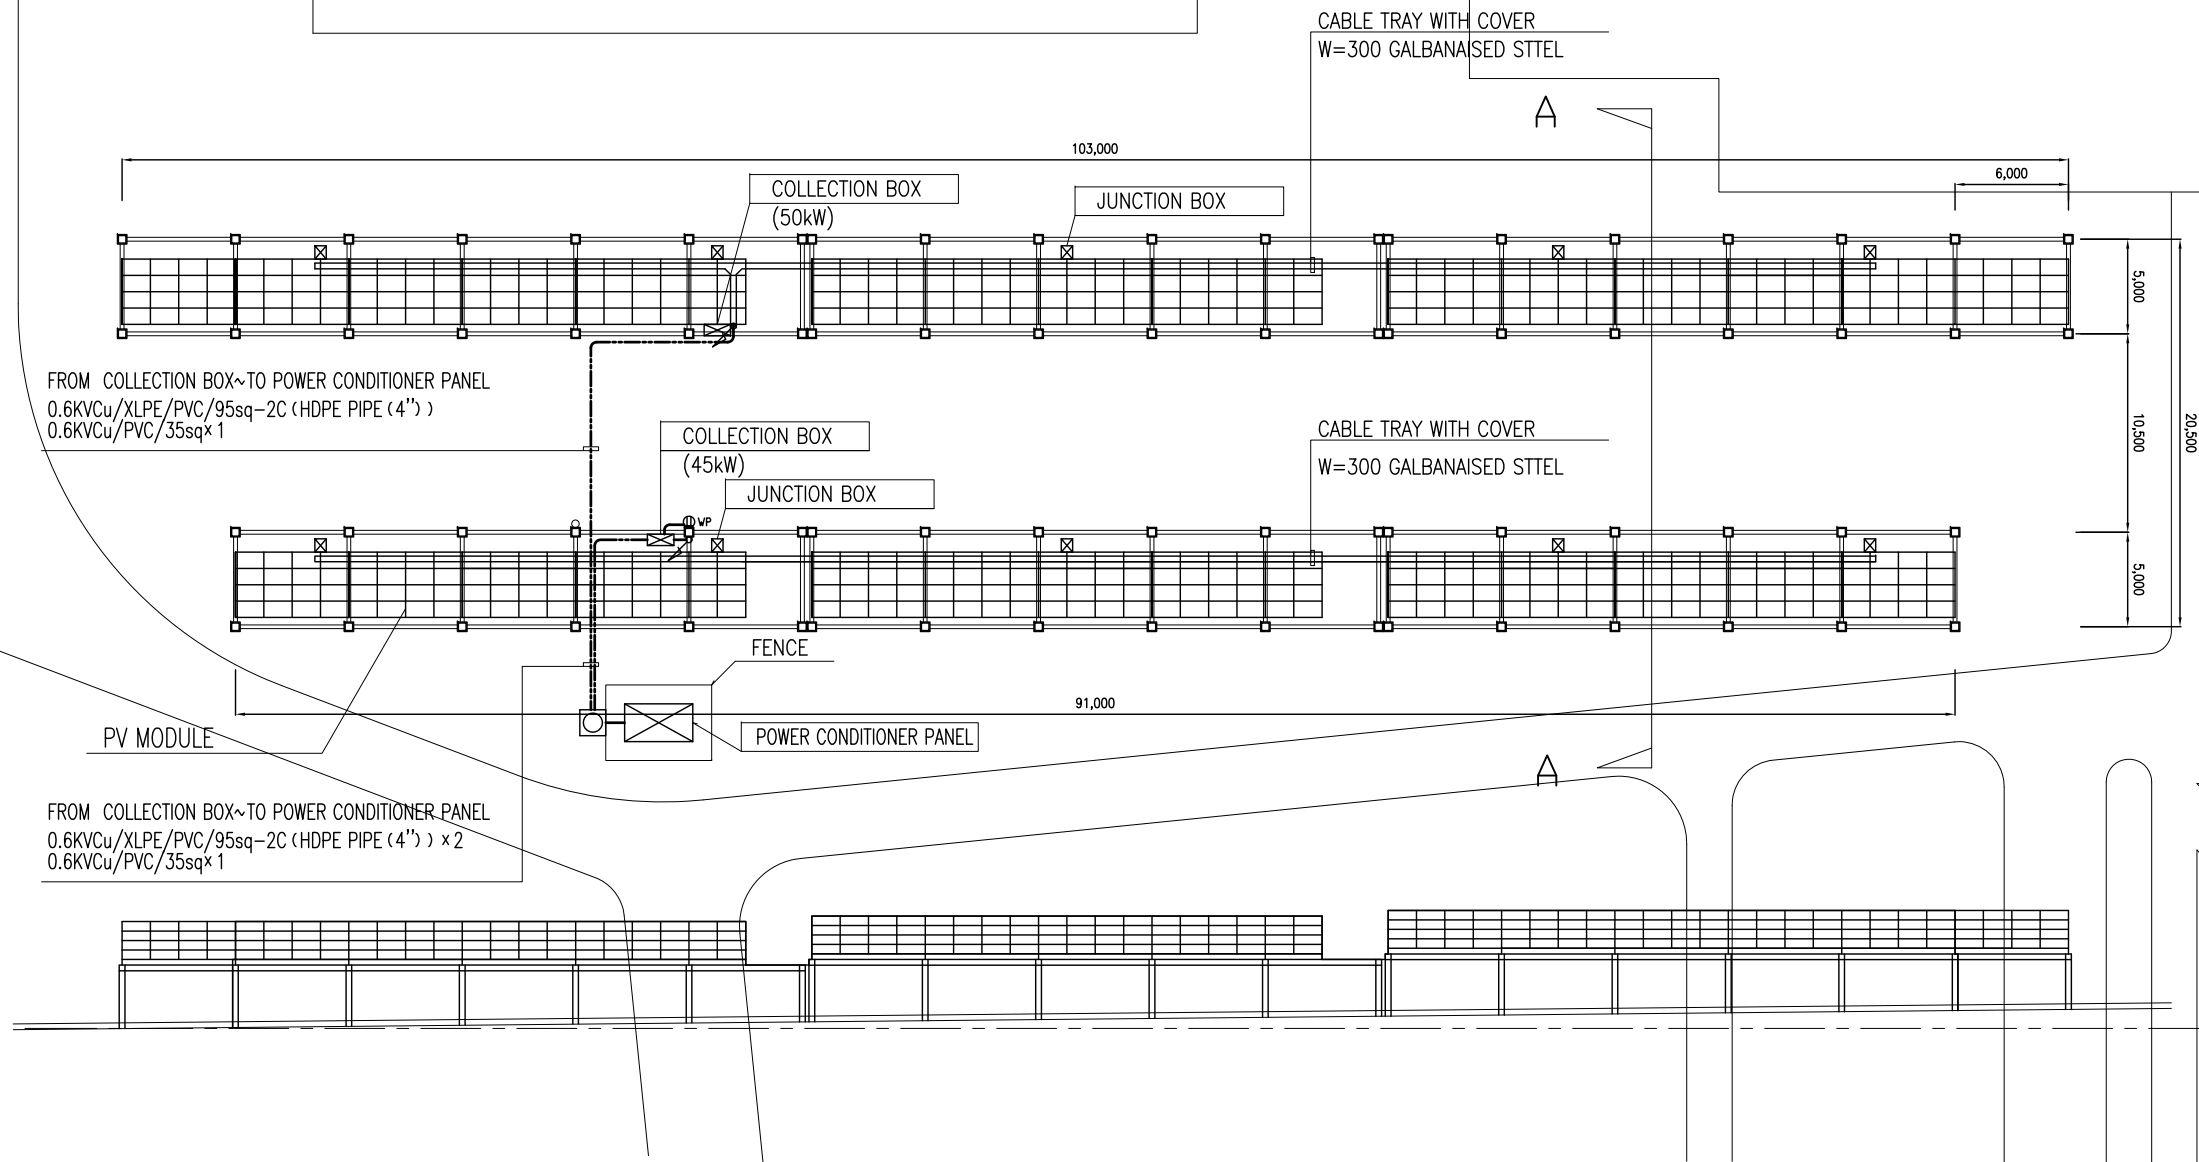 CABLE TRAY WITH COVER
W=300 GALBANAISED STTEL
A
103,000
6,000
COLLECTION BOX
(50kW)
JUNCTION BOX
5,000
FROM COLLECTION BOX~TO POWER CONDITIONER PANEL
0.6KVCu/XLPE/PVC/95sq-2C(HDPE PIPE(4"))
0.6KVCu/PVC/35sq×1
COLLECTION BOX
(45kW)
JUNCTION BOX
CABLE TRAY WITH COVER
W=300 GALBANAISED STTEL
10,500
20,500
WP
5,000
FENCE
91,000
PV MODULE
POWER CONDITIONER PANEL
A
FROM COLLECTION BOX~TO POWER CONDITIONER PANEL
0.6KVCu/XLPE/PVC/95sq-2C(HDPE PIPE(4"))×2
0.6KVCu/PVC/35sq×1